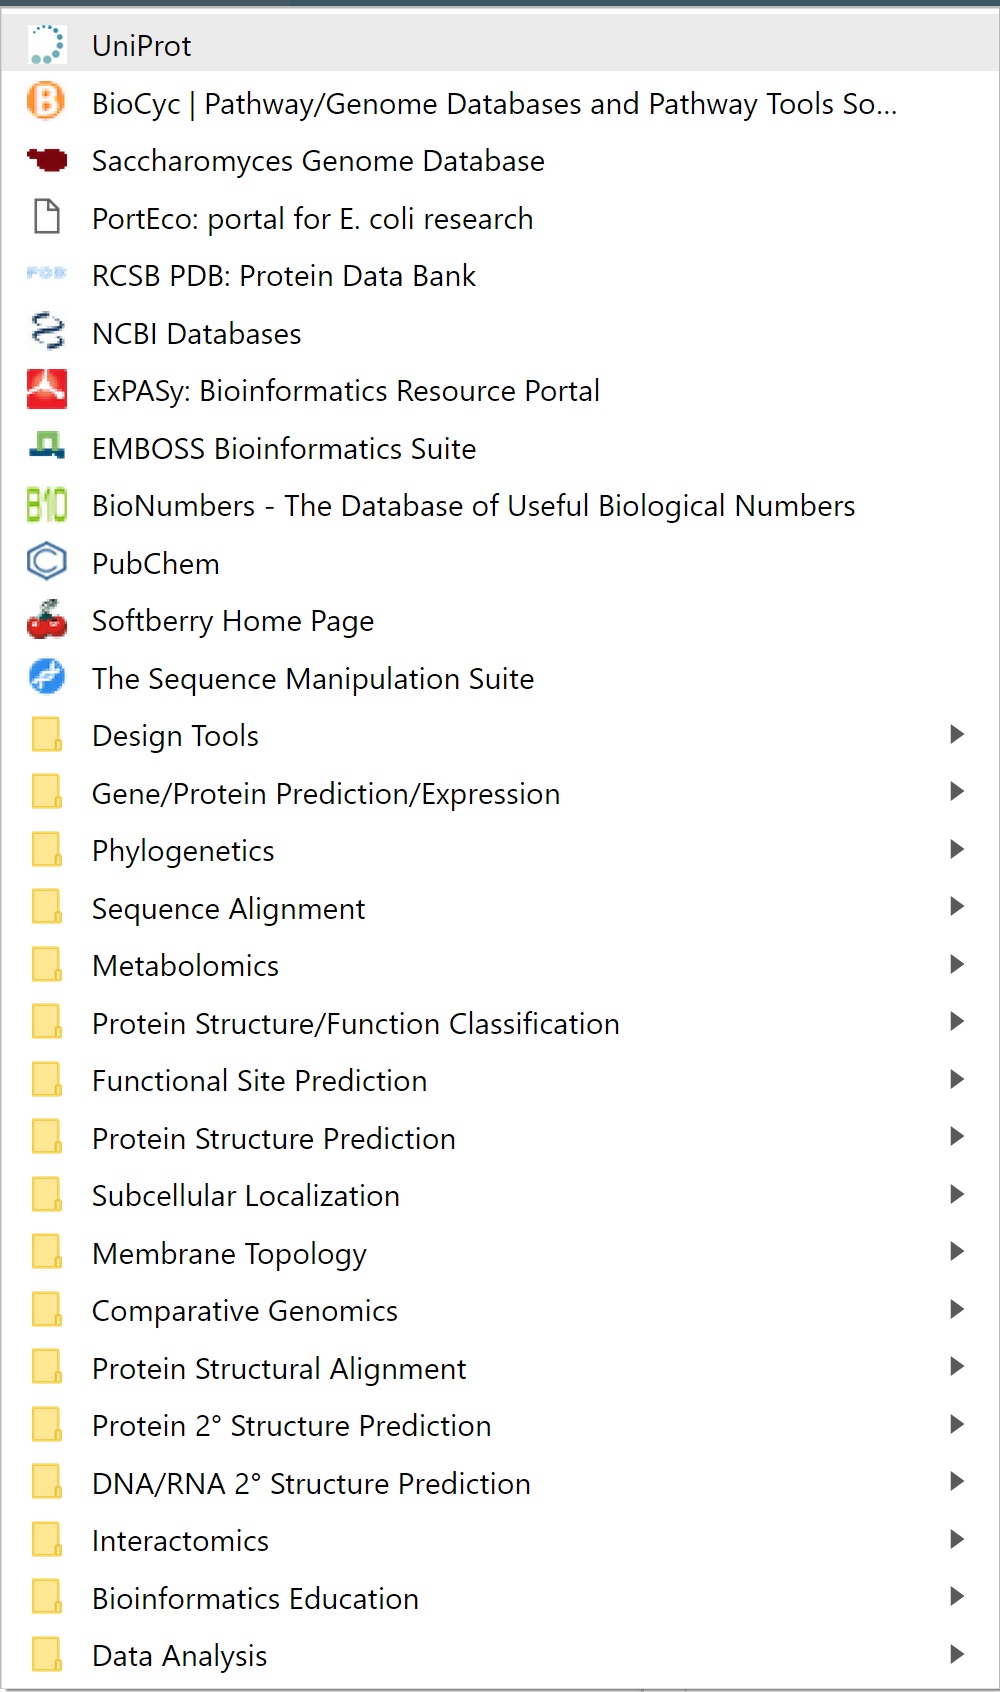 UniProt
BioCyc | Pathway/Genome Databases and Pathway Tools So...
Saccharomyces Genome Database
PortEco: portal for E. coli research
RCSB PDB: Protein Data Bank
NCBI Databases
ExPASy: Bioinformatics Resource Portal
EMBOSS Bioinformatics Suite
BioNumbers - The Database of Useful Biological Numbers
PubChem
Softberry Home Page
The Sequence Manipulation Suite
Design Tools
Gene/Protein Prediction/Expression
Phylogenetics
Sequence Alignment
Metabolomics
Protein Structure/Function Classification
Functional Site Prediction
Protein Structure Prediction
Subcellular Localization
Membrane Topology
Comparative Genomics
Protein Structural Alignment
Protein 2° Structure Prediction
DNA/RNA 2° Structure Prediction
Interactomics
Bioinformatics Education
Data Analysis